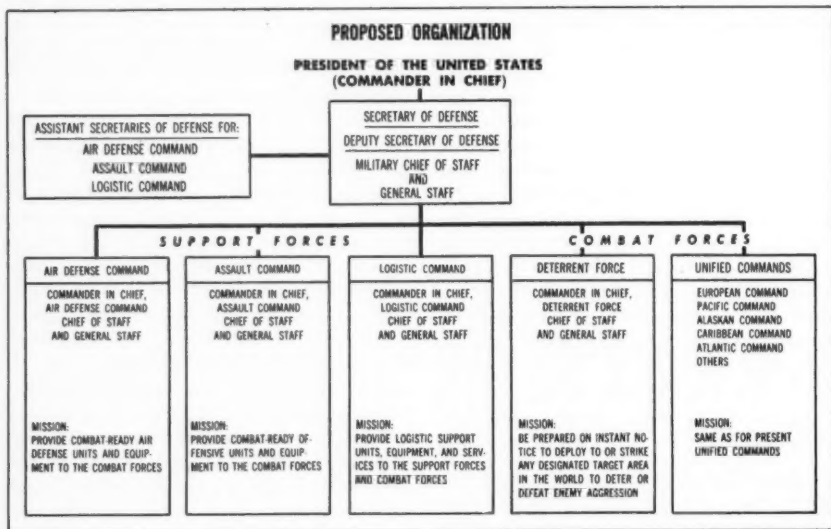 PROPOSED ORGANIZATION
PRESIDENT OF THE UNITED STATES
(COMMANDER IN CHIEF)
ASSISTANT SECRETARIES OF DEFENSE FOR:
AIR DEFENSE COMMAND
ASSAULT COMMAND
LOGISTIC COMMAND
SECRETARY OF DEFENSE
DEPUTY SECRETARY OF DEFENSE
MILITARY CHIEF OF STAFF
AND
GENERAL STAFF
SUPPORT FORCES
COMBAT FORCES
AIR DEFENSE COMMAND
COMMANDER IN CHIEF,
AIR DEFENSE COMMAND
CHIEF OF STAFF
AND GENERAL STAFF
MISSION:
PROVIDE COMBAT-READY AIR
DEFENSE UNITS AND EQUIP-
MENT TO THE COMBAT FORCES
ASSAULT COMMAND
COMMANDER IN CHIEF,
ASSAULT COMMAND
CHIEF OF STAFF
AND GENERAL STAFF
MISSION:
PROVIDE COMBAT-READY OF-
FENSIVE UNITS AND EQUIP-
MENT TO THE COMBAT FORCES
LOGISTIC COMMAND
COMMANDER IN CHIEF,
LOGISTIC COMMAND
CHIEF OF STAFF
AND GENERAL STAFF
MISSION:
PROVIDE LOGISTIC SUPPORT
UNITS, EQUIPMENT, AND SERV-
ICES TO THE SUPPORT FORCES
AND COMBAT FORCES
DETERRENT FORCE
COMMANDER IN CHIEF,
DETERRENT FORCE
CHIEF OF STAFF
AND GENERAL STAFF
MISSION:
BE PREPARED ON INSTANT NO-
TICE TO DEPLOY TO OR STRIKE
ANY DESIGNATED TARGET AREA
IN THE WORLD TO DETER OR
DEFEAT ENEMY AGGRESSION
UNIFIED COMMANDS
EUROPEAN COMMAND
PACIFIC COMMAND
ALASKAN COMMAND
CARIBBEAN COMMAND
ATLANTIC COMMAND
OTHERS
MISSION:
SAME AS FOR PRESENT
UNIFIED COMMANDS